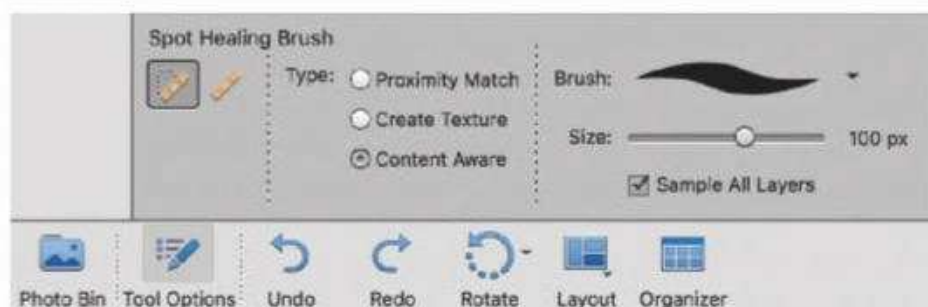 Spot Healing Brush
Type:
Proximity Match
Create Texture
Content Aware
Brush:
Size:
100 px
Sample All Layers
Photo Bin
Tool Options
Undo
Redo
Rotate
Layout
Organizer